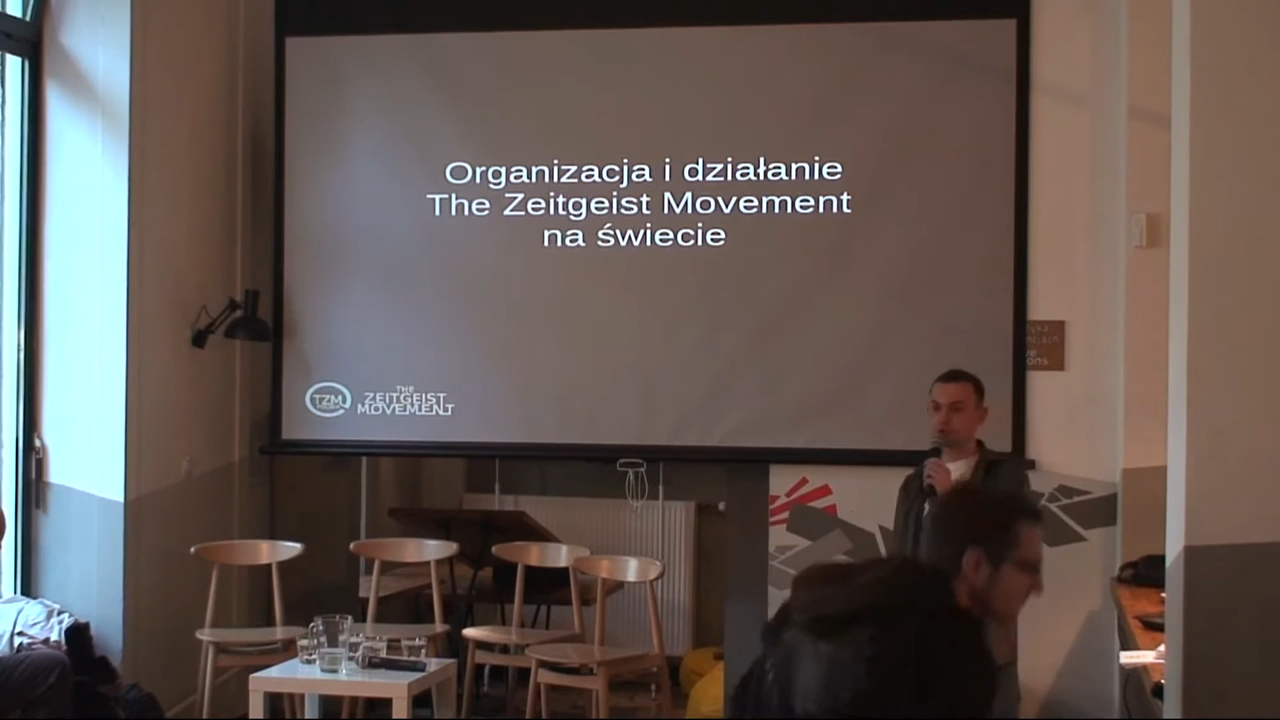 Organizacja i działanie
The Zeitgeist Movement
na świecie
TZM
THE
ZEITGEIST
MOVEMENT